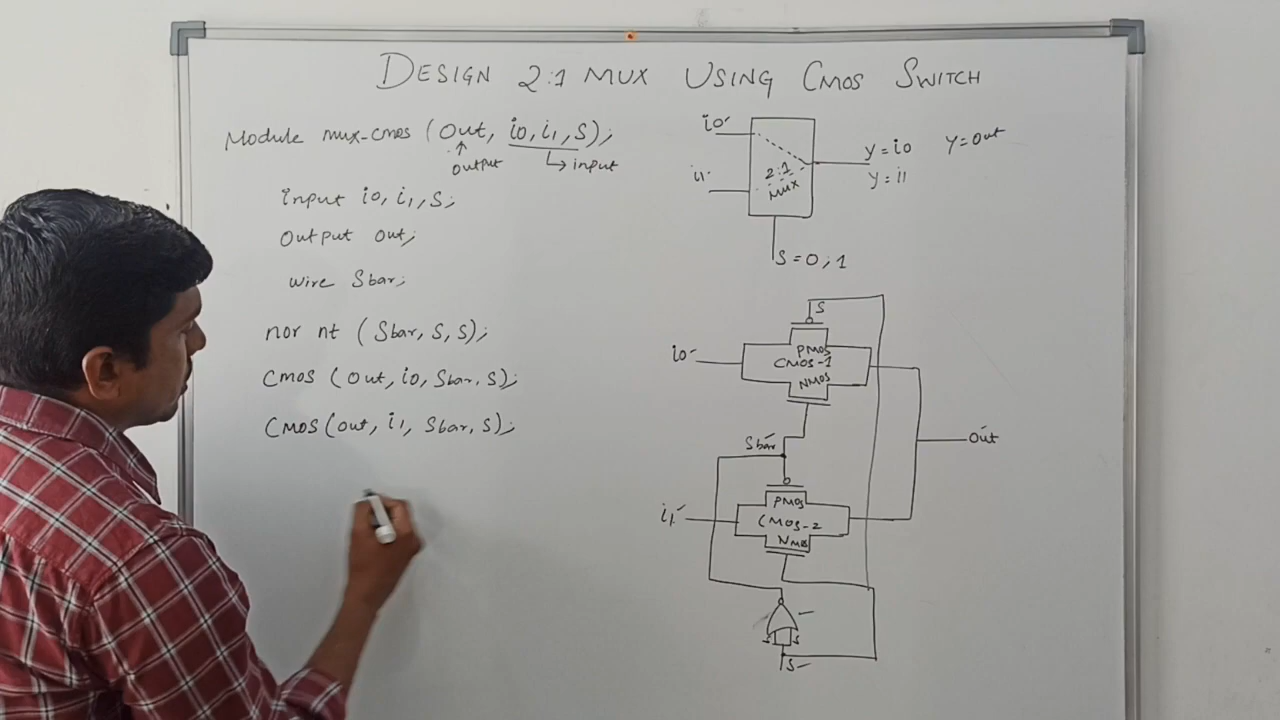 DESIGN 2:1 MUX USING CMOS SWITCH
Module mux-cmos (Out, i0, i1, S);
output
input
input i0, i1, S;
Output out;
wire Sbar;
nor nt (Sbar, S, S);
CMOS (Out, i0, Sbar, S);
CMOS (out, i1, Sbar, S);
i0
i1
2:1
MUX
y = i0
y = i1
Y = Out
S = 0, 1
S
i0
PMOS
CMOS-1
NMOS
Sbar
Out
i1
PMOS
CMOS-2
NMOS
S S
S